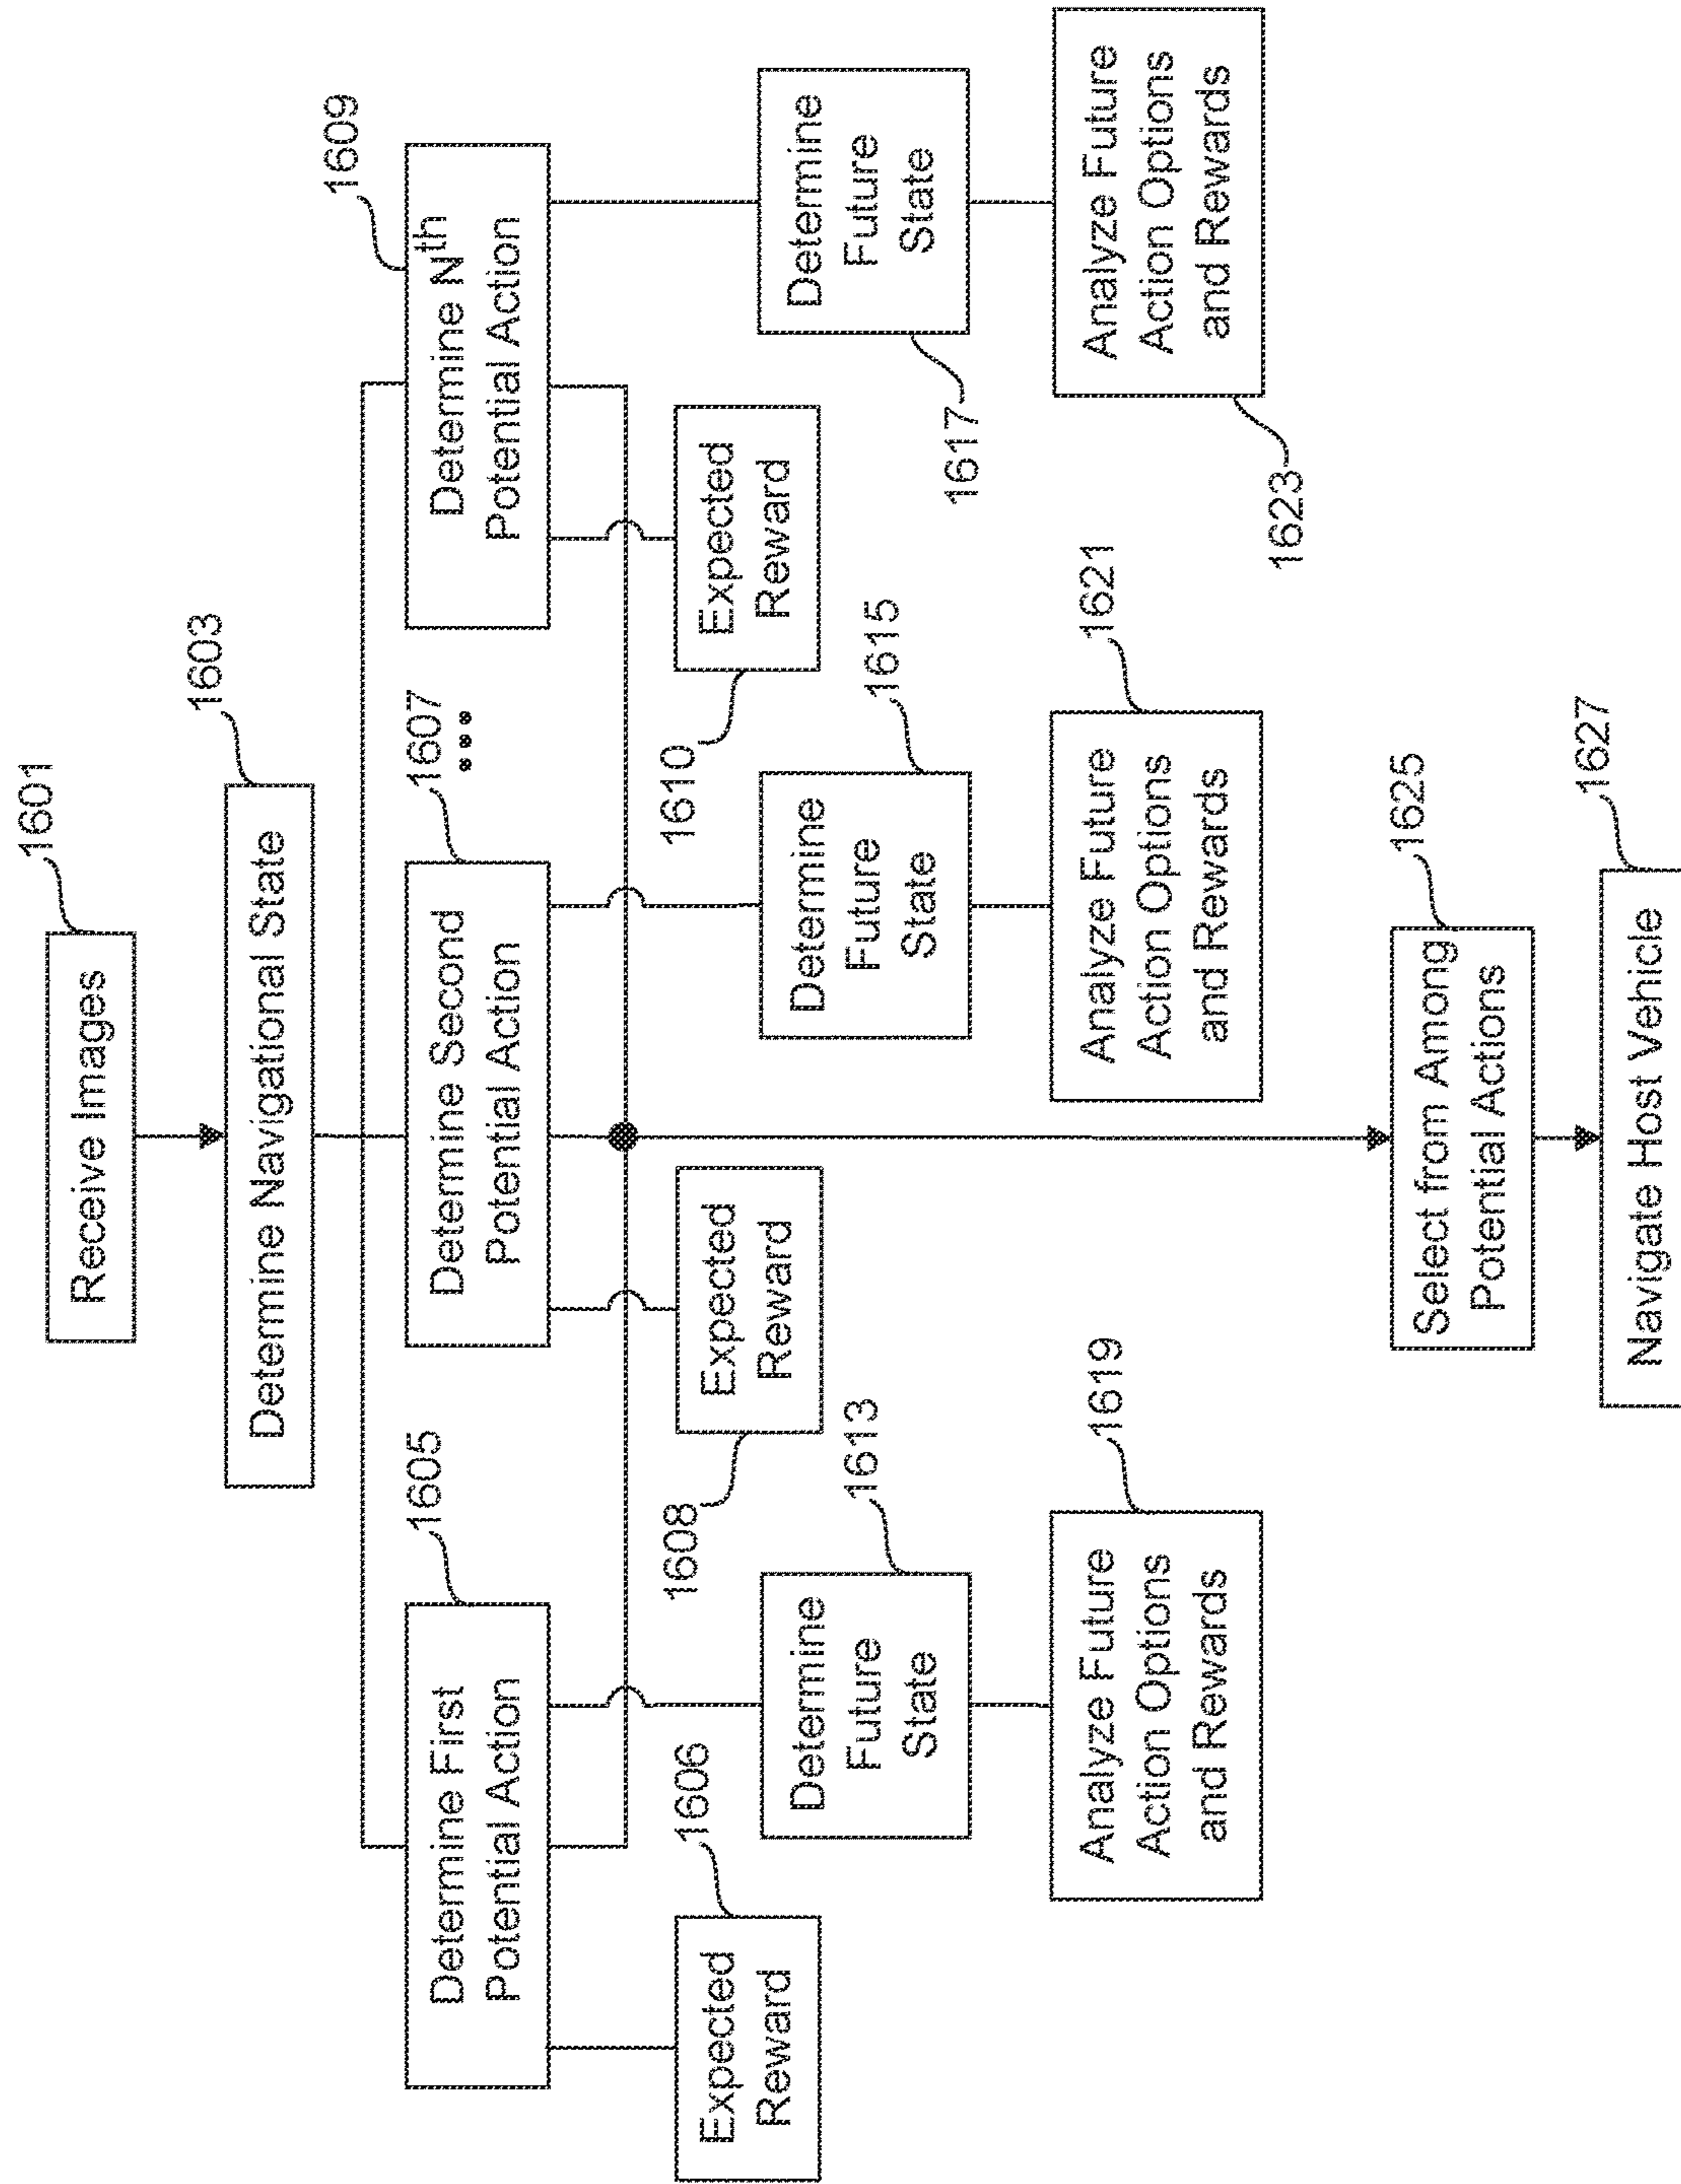 1601
Receive Images
1603
Determine Navigational State
1605
Determine First
Potential Action
1607
Determine Second
Potential Action
1609
Determine Nth
Potential Action
1606
Expected
Reward
1608
Expected
Reward
1610
Expected
Reward
1613
Determine
Future
State
1615
Determine
Future
State
1617
Determine
Future
State
1619
Analyze Future
Action Options
and Rewards
1621
Analyze Future
Action Options
and Rewards
1623
Analyze Future
Action Options
and Rewards
1625
Select from Among
Potential Actions
1627
Navigate Host Vehicle